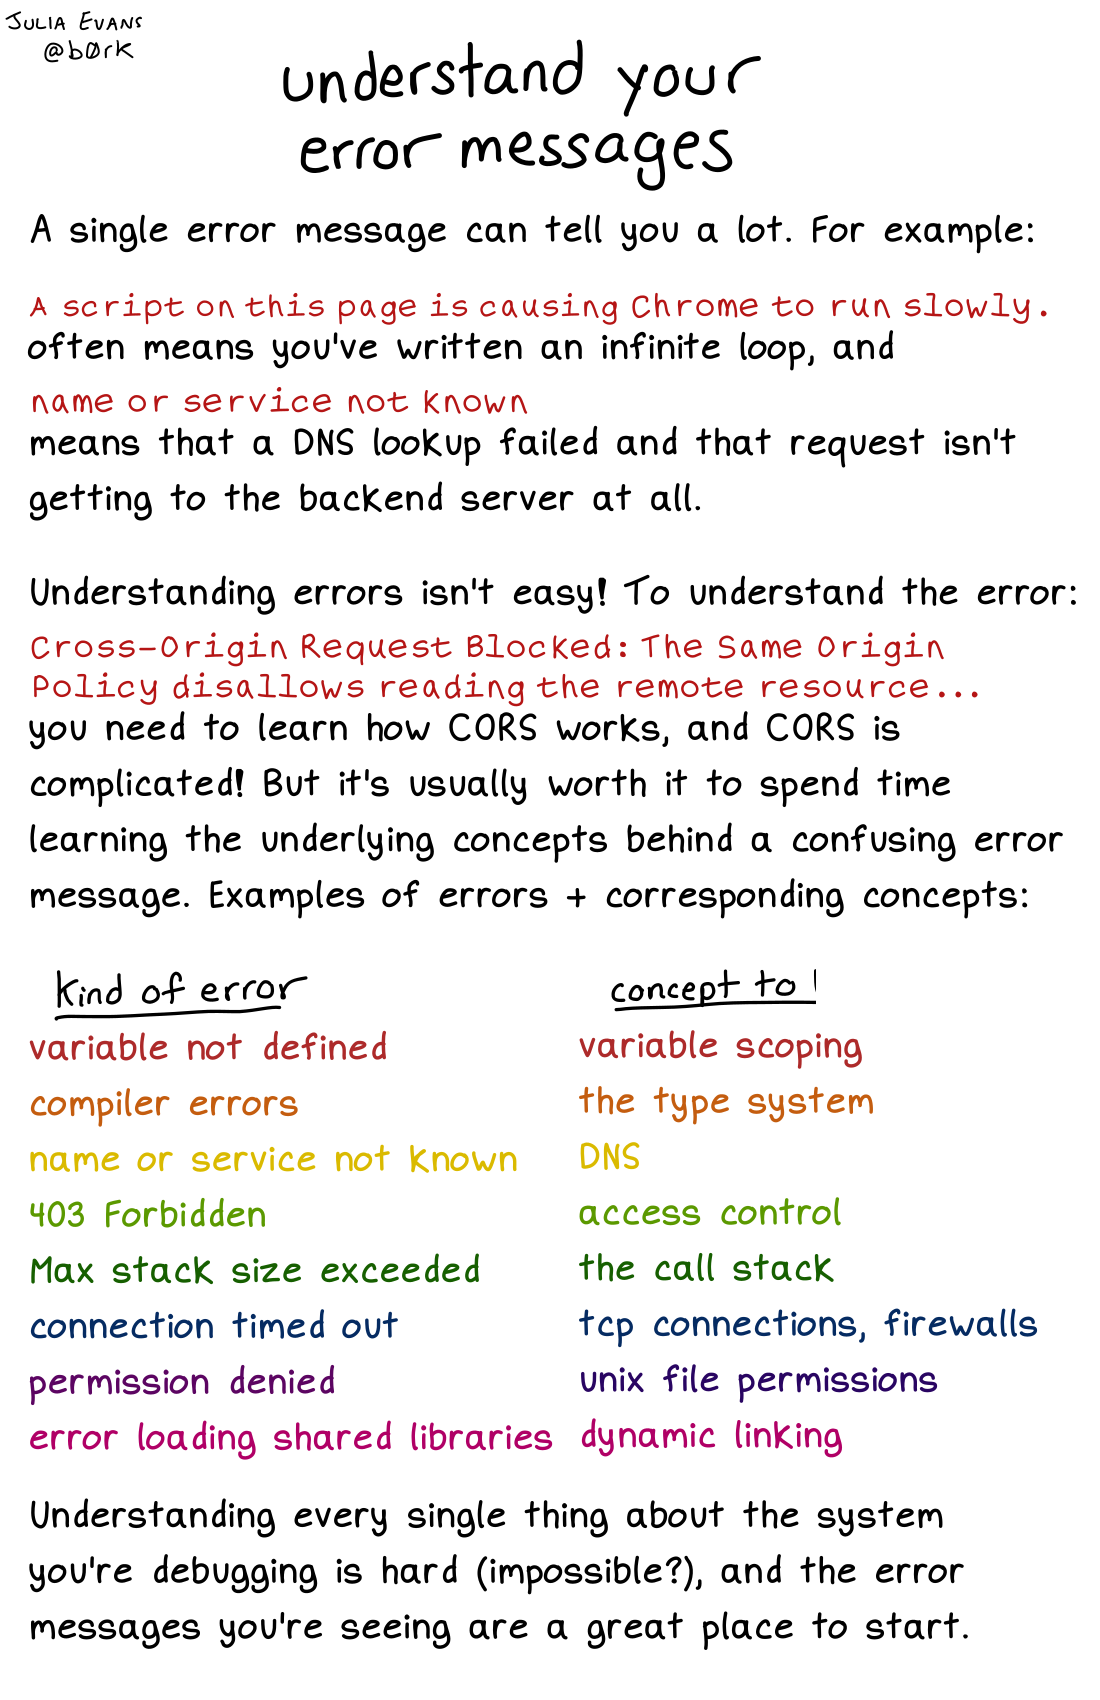 JULIA EVANS
@b0rk
understand your
error messages
A single error message can tell you a lot. For example:
A script on this page is causing Chrome to run slowly.
often means you've written an infinite loop, and
name or service not known
means that a DNS lookup failed and that request isn't
getting to the backend server at all.
Understanding errors isn't easy! To understand the error:
Cross-Origin Request Blocked: The Same Origin
Policy disallows reading the remote resource...
you need to learn how CORS works, and CORS is
complicated! But it's usually worth it to spend time
learning the underlying concepts behind a confusing error
message. Examples of errors + corresponding concepts:
kind of error concept to
variable not defined variable scoping
compiler errors the type system
name or service not known DNS
403 Forbidden access control
Max stack size exceeded the call stack
connection timed out tcp connections, firewalls
permission denied unix file permissions
error loading shared libraries dynamic linking
Understanding every single thing about the system
you're debugging is hard (impossible?), and the error
messages you're seeing are a great place to start.